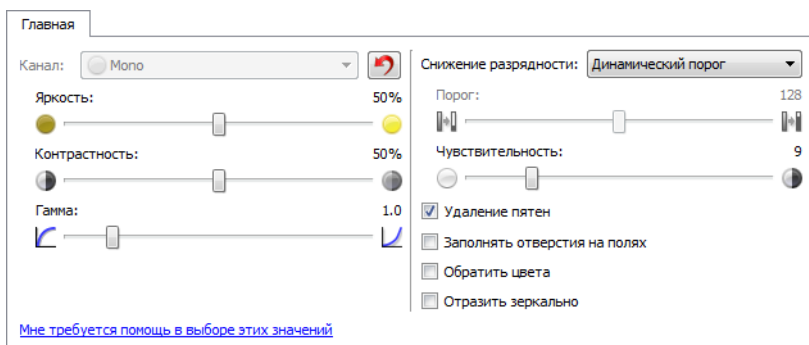 Главная
Канал:
Mono
Яркость:
50%
Контрастность:
50%
Гамма:
1.0
Мне требуется помощь в выборе этих значений
Снижение разрядности:
Динамический порог
Порог:
128
Чувствительность:
9
Удаление пятен
Заполнять отверстия на полях
Обратить цвета
Отразить зеркально